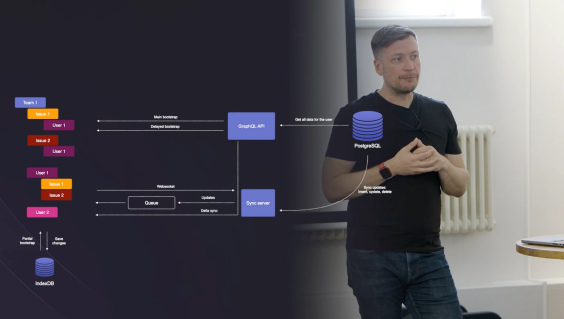 Team 1
Issue 1
User 1
Issue 2
User 1
User 1
Issue 1
Issue 2
User 2
Partial
bootstrap
Save
changes
IndexDB
Main bootstrap
Delayed bootstrap
GraphQL API
Get all data for the user
PostgreSQL
Websocket
Queue
Updates
Delta sync
Sync server
Sync updates:
insert, update, delete